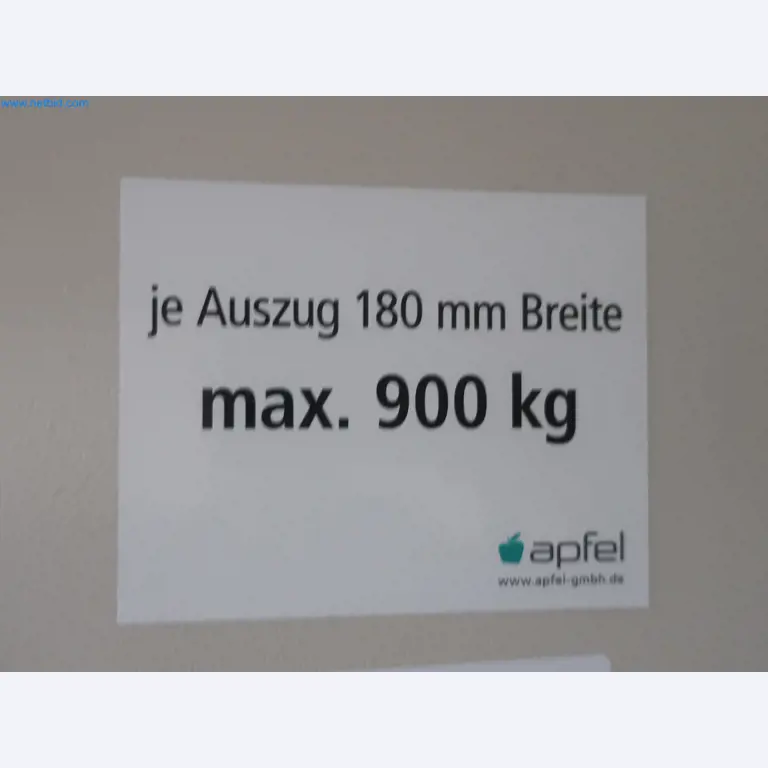 www.netbid.com
je Auszug 180 mm Breite
max. 900 kg
apfel
www.apfel-gmbh.de